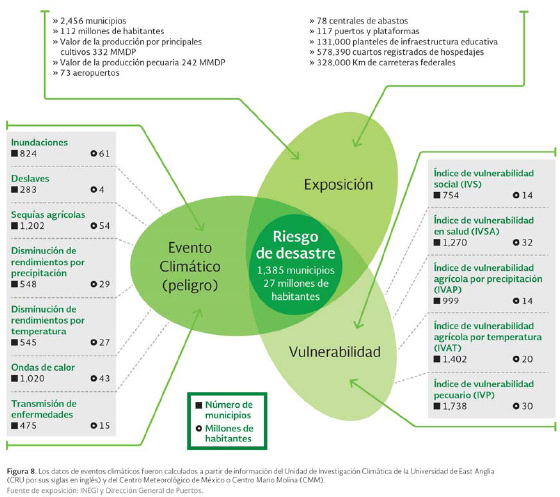 » 2,456 municipios
» 112 millones de habitantes
» Valor de la producción por principales
cultivos 332 MMDP
» Valor de la producción pecuaria 242 MMDP
» 73 aeropuertos
» 78 centrales de abastos
» 117 puertos y plataformas
» 131,000 planteles de infraestructura educativa
» 578,390 cuartos registrados de hospedajes
» 328,000 Km de carreteras federales
Inundaciones
824 61
Deslaves
283 4
Sequías agrícolas
1,202 54
Disminución de
rendimientos por
precipitación
548 29
Disminución de
rendimientos por
temperatura
545 27
Ondas de calor
1,020 43
Transmisión de
enfermedades
475 15
Exposición
Evento
Climático
(peligro)
Riesgo
de desastre
1,385 municipios
27 millones de
habitantes
Vulnerabilidad
Número de
municipios
Millones de
habitantes
Índice de vulnerabilidad
social (IVS)
754 14
Índice de vulnerabilidad
en salud (IVSA)
1,270 32
Índice de vulnerabilidad
agrícola por precipitación
(IVAP)
999 14
Índice de vulnerabilidad
agrícola por temperatura
(IVAT)
1,402 20
Índice de vulnerabilidad
pecuario (IVP)
1,738 30
Figura 8. Los datos de eventos climáticos fueron calculados a partir de información del Unidad de Investigación Climática de la Universidad de East Anglia
(CRU por sus siglas en inglés) y del Centro Meteorológico de México o Centro Mario Molina (CMM).
Fuente de exposición: INEGI y Dirección General de Puertos.